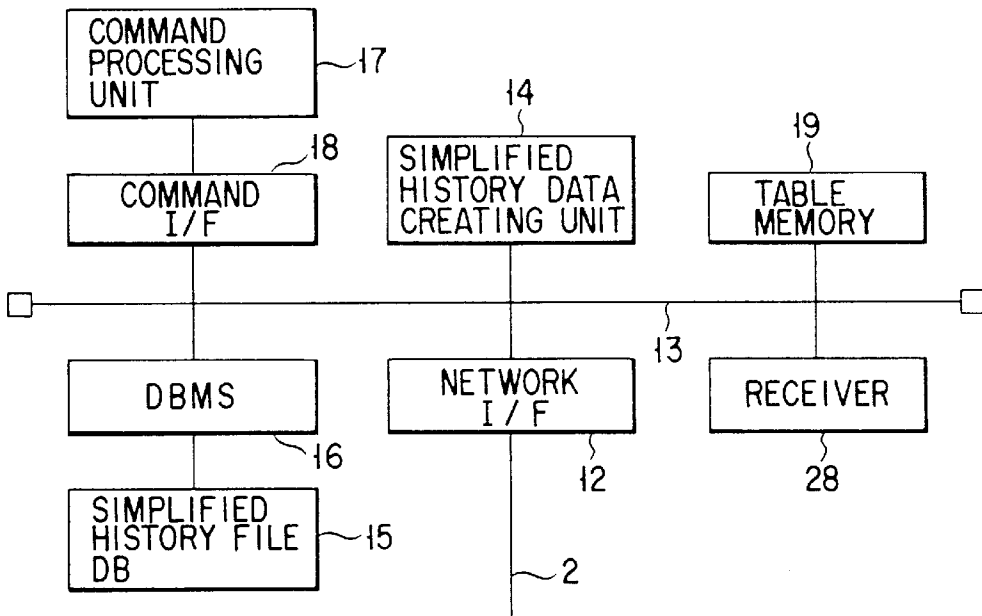 COMMAND
PROCESSING
UNIT
17
18
COMMAND
I/F
14
SIMPLIFIED
HISTORY DATA
CREATING UNIT
19
TABLE
MEMORY
13
DBMS
16
NETWORK
I/F
12
RECEIVER
28
SIMPLIFIED
HISTORY FILE
DB
15
2